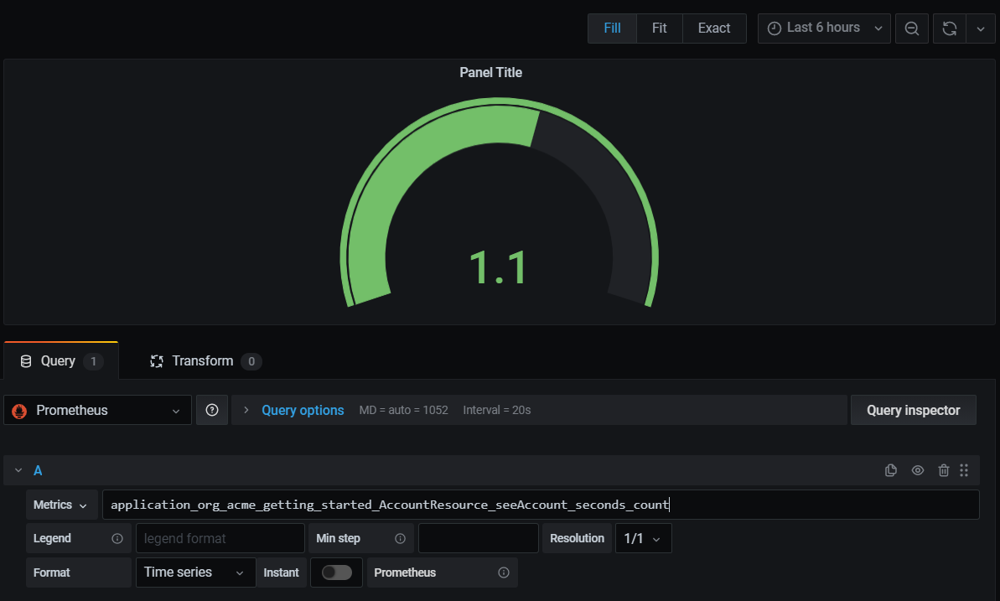 Fill Fit Exact Last 6 hours
Panel Title
1.1
Query 1 Transform 0
Prometheus Query options MD = auto = 1052 Interval = 20s Query inspector
A
Metrics application_org_acme_getting_started_AccountResource_seeAccount_seconds_count
Legend legend format Min step Resolution 1/1
Format Time series Instant Prometheus